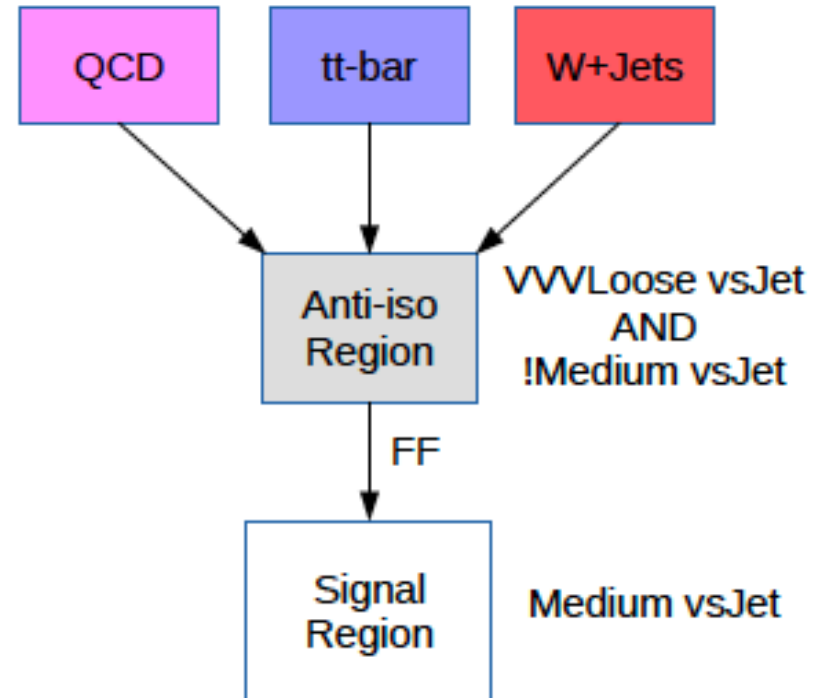 QCD
tt-bar
W+Jets
Anti-iso
Region
VVVLoose vsJet
AND
!Medium vsJet
FF
Signal
Region
Medium vsJet